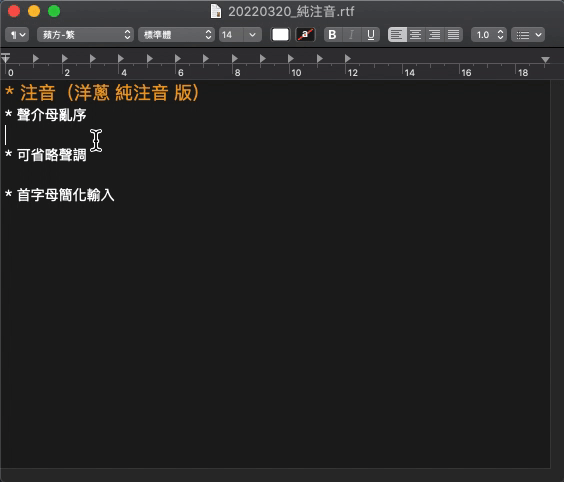 20220320_純注音.rtf
¶ 蘋方-繁 標準體 14 a B I U 1.0
0 2 4 6 8 10 12 14 16 18
* 注音（洋蔥 純注音 版）
* 聲介母亂序
* 可省略聲調
* 首字母簡化輸入